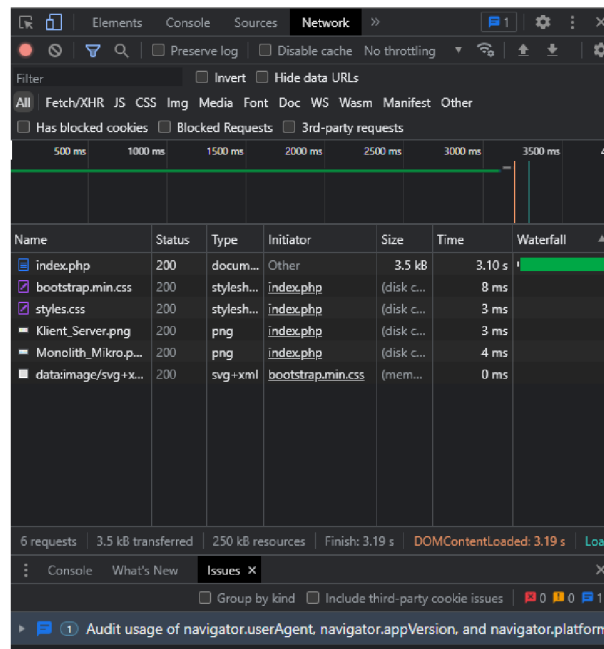 Elements Console Sources Network » 1
Preserve log Disable cache No throttling
Filter Invert Hide data URLs
All Fetch/XHR JS CSS Img Media Font Doc WS Wasm Manifest Other
Has blocked cookies Blocked Requests 3rd-party requests
500 ms 1000 ms 1500 ms 2000 ms 2500 ms 3000 ms 3500 ms 4
Name Status Type Initiator Size Time Waterfall
index.php 200 docum... Other 3.5 kB 3.10 s
bootstrap.min.css 200 stylesh... index.php (disk c... 8 ms
styles.css 200 stylesh... index.php (disk c... 3 ms
Klient_Server.png 200 png index.php (disk c... 3 ms
Monolith_Mikro.p... 200 png index.php (disk c... 4 ms
data:image/svg+x... 200 svg+xml bootstrap.min.css (mem... 0 ms
6 requests 3.5 kB transferred 250 kB resources Finish: 3.19 s DOMContentLoaded: 3.19 s Loa
Console What's New Issues ×
Group by kind Include third-party cookie issues 0 0 1
1 Audit usage of navigator.userAgent, navigator.appVersion, and navigator.platform